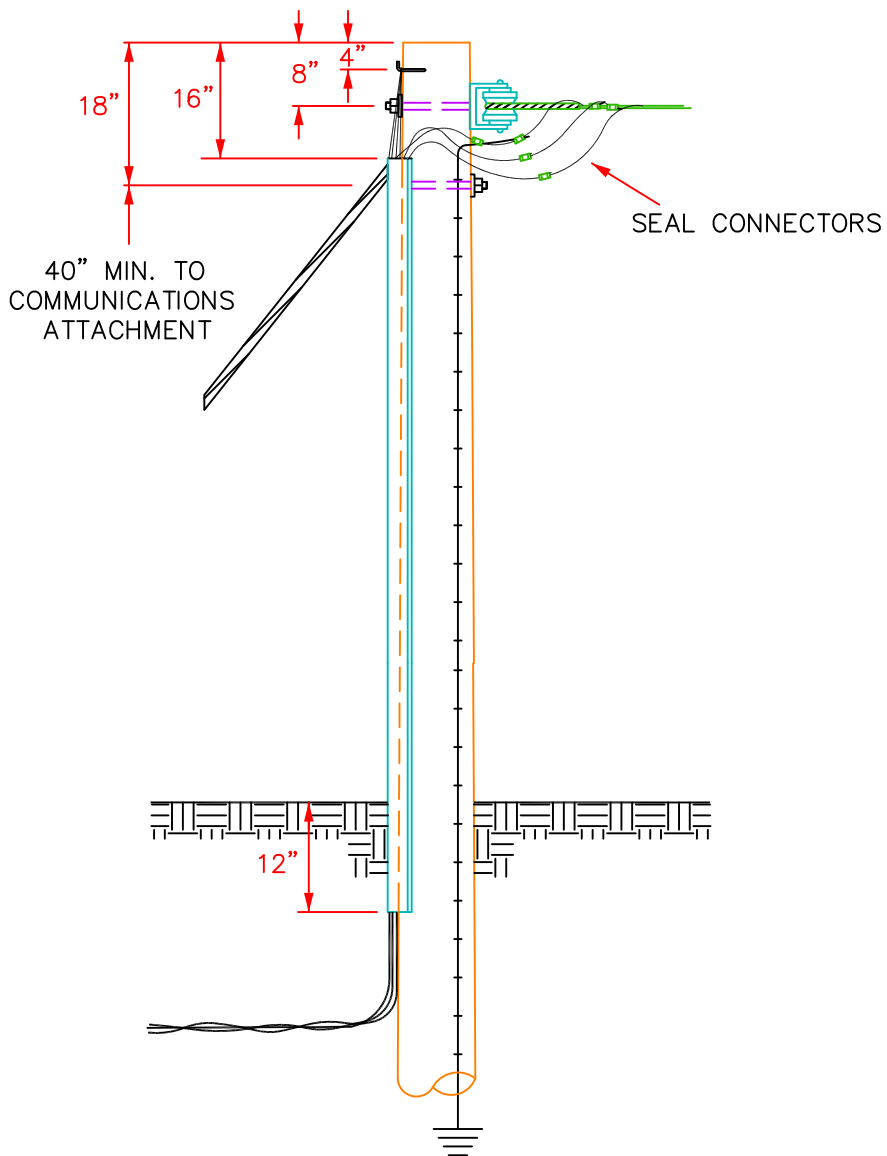 4”
8”
16”
18”
SEAL CONNECTORS
40” MIN. TO
COMMUNICATIONS
ATTACHMENT
12”